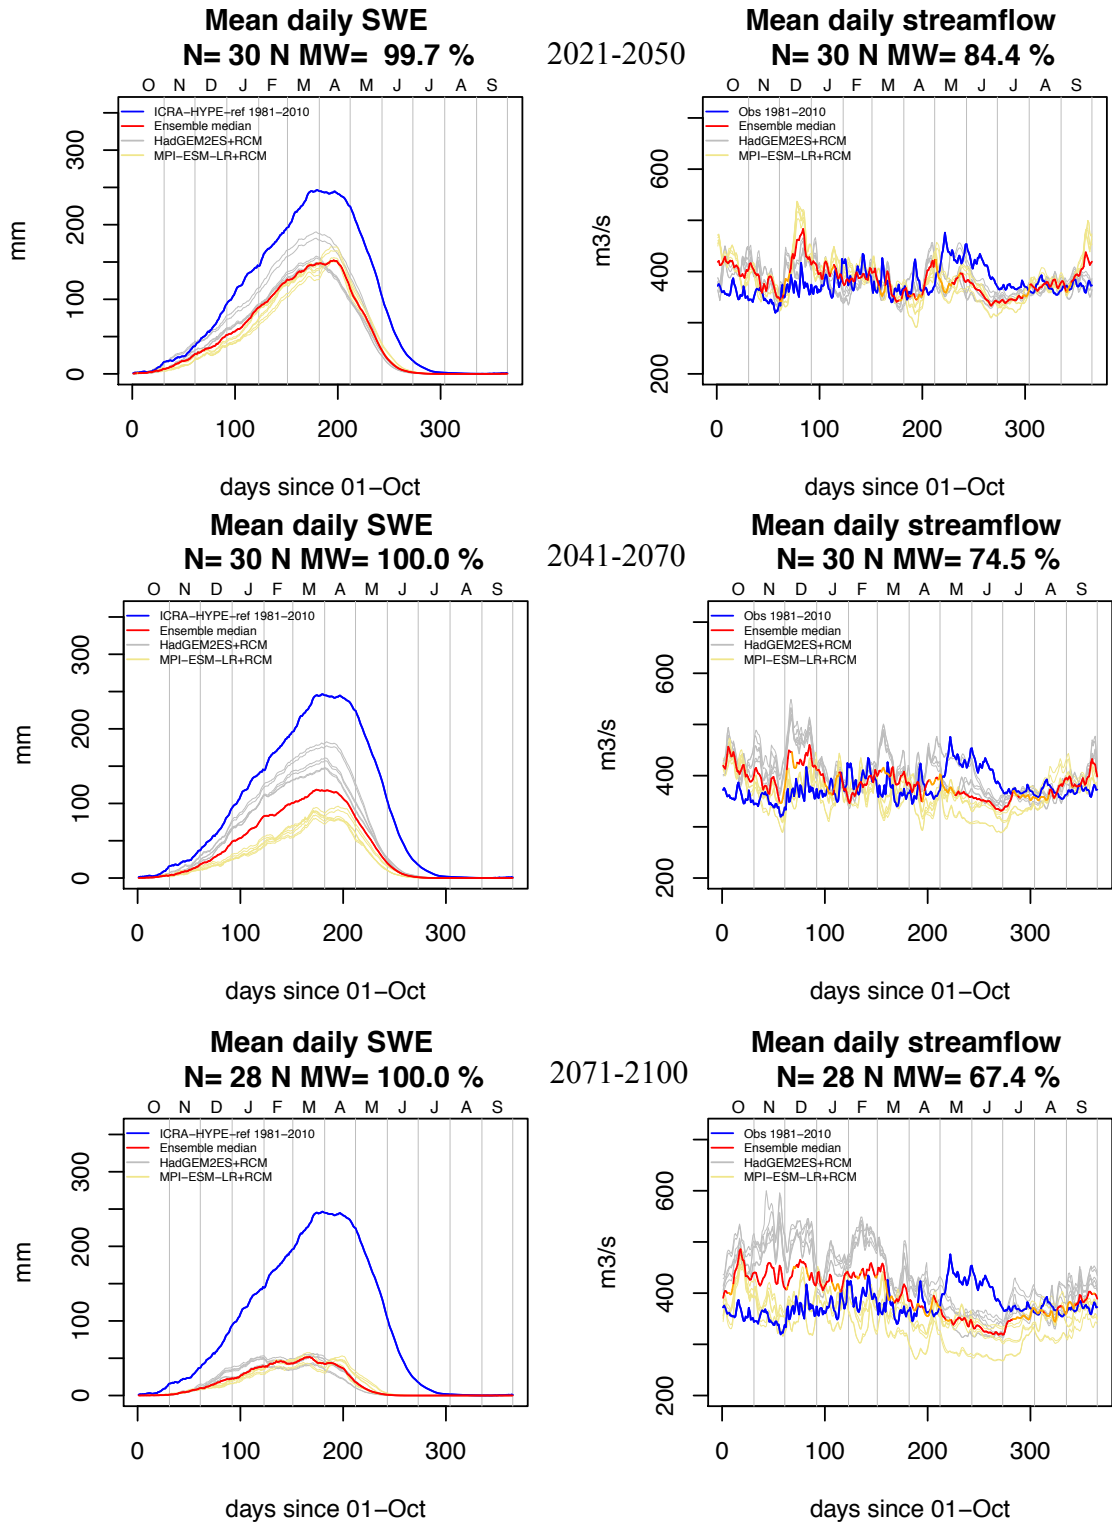 Mean daily SWE
N= 30 N MW= 99.7 %
2021-2050
Mean daily streamflow
N= 30 N MW= 84.4 %
O N D J F M A M J J A S
ICRA-HYPE-ref 1981-2010
Ensemble median
HadGEM2ES+RCM
MPI-ESM-LR+RCM
mm
0 100 200 300
0 100 200 300
days since 01-Oct
O N D J F M A M J J A S
Obs 1981-2010
Ensemble median
HadGEM2ES+RCM
MPI-ESM-LR+RCM
m3/s
200 400 600
0 100 200 300
days since 01-Oct
Mean daily SWE
N= 30 N MW= 100.0 %
2041-2070
Mean daily streamflow
N= 30 N MW= 74.5 %
O N D J F M A M J J A S
ICRA-HYPE-ref 1981-2010
Ensemble median
HadGEM2ES+RCM
MPI-ESM-LR+RCM
mm
0 100 200 300
0 100 200 300
days since 01-Oct
O N D J F M A M J J A S
Obs 1981-2010
Ensemble median
HadGEM2ES+RCM
MPI-ESM-LR+RCM
m3/s
200 400 600
0 100 200 300
days since 01-Oct
Mean daily SWE
N= 28 N MW= 100.0 %
2071-2100
Mean daily streamflow
N= 28 N MW= 67.4 %
O N D J F M A M J J A S
ICRA-HYPE-ref 1981-2010
Ensemble median
HadGEM2ES+RCM
MPI-ESM-LR+RCM
mm
0 100 200 300
0 100 200 300
days since 01-Oct
O N D J F M A M J J A S
Obs 1981-2010
Ensemble median
HadGEM2ES+RCM
MPI-ESM-LR+RCM
m3/s
200 400 600
0 100 200 300
days since 01-Oct